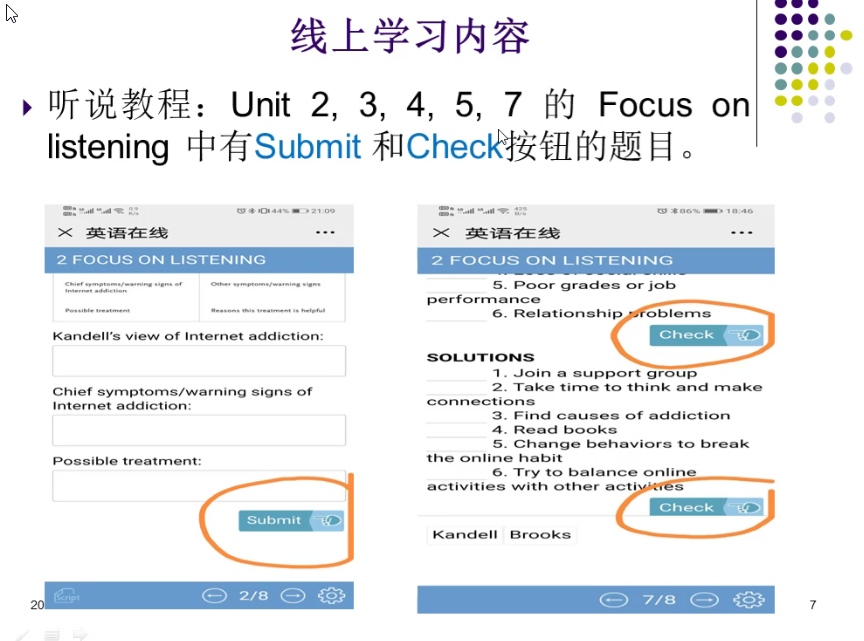 线上学习内容
听说教程：Unit 2, 3, 4, 5, 7 的 Focus on
listening 中有Submit 和Check按钮的题目。
44% 21:09
英语在线
2 FOCUS ON LISTENING
Chief symptoms/warning signs of
Internet addiction
Other symptoms/warning signs
Possible treatment
Reasons this treatment is helpful
Kandell's view of Internet addiction:
Chief symptoms/warning signs of
Internet addiction:
Possible treatment:
Submit
Script
2/8
86% 18:46
英语在线
2 FOCUS ON LISTENING
5. Poor grades or job
performance
6. Relationship problems
Check
SOLUTIONS
1. Join a support group
2. Take time to think and make
connections
3. Find causes of addiction
4. Read books
5. Change behaviors to break
the online habit
6. Try to balance online
activities with other activities
Check
Kandell Brooks
7/8
20
7